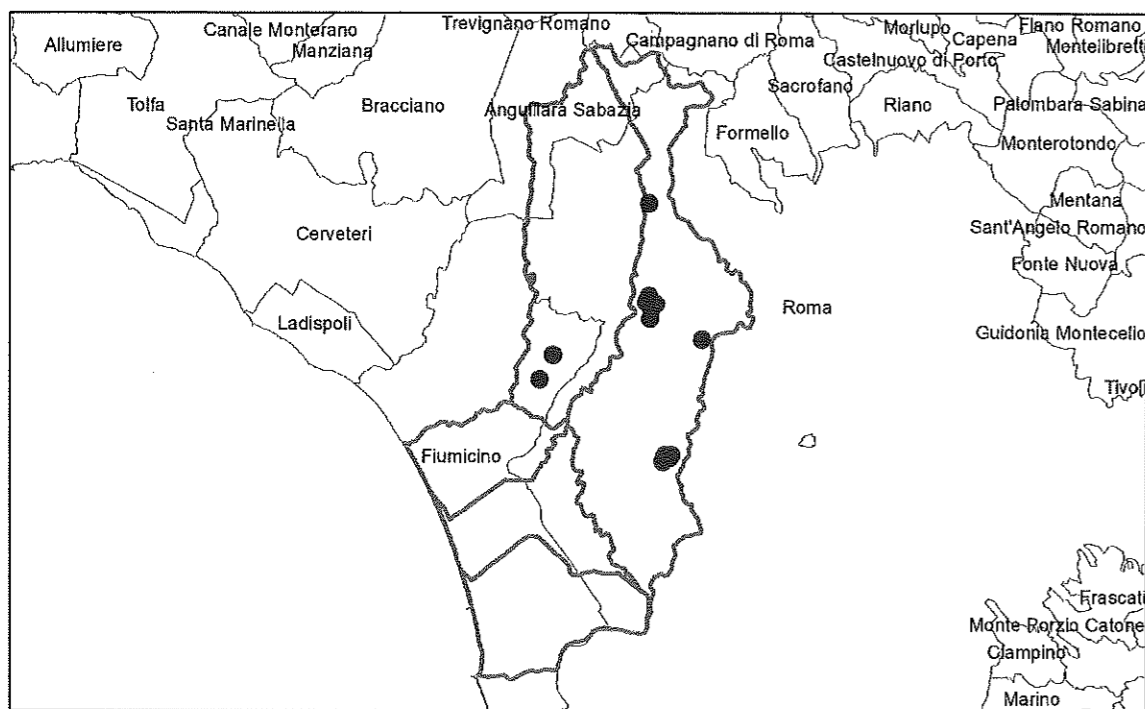 Trevignano Romano
Morlupo
Fiano Romano
Canale Monterano
Campagnano di Roma
Capena
Allumiere
Manziana
Montelibretti
Castelnuovo di Porto
Sacrofano
Tolfa
Bracciano
Anguillara Sabazia
Riano
Palombara Sabina
Santa Marinella
Formello
Monterotondo
Mentana
Cerveteri
Sant'Angelo Romano
Fonte Nuova
Roma
Ladispoli
Guidonia Montecelio
Tivoli
Fiumicino
Frascati
Monte Porzio Catone
Ciampino
Marino